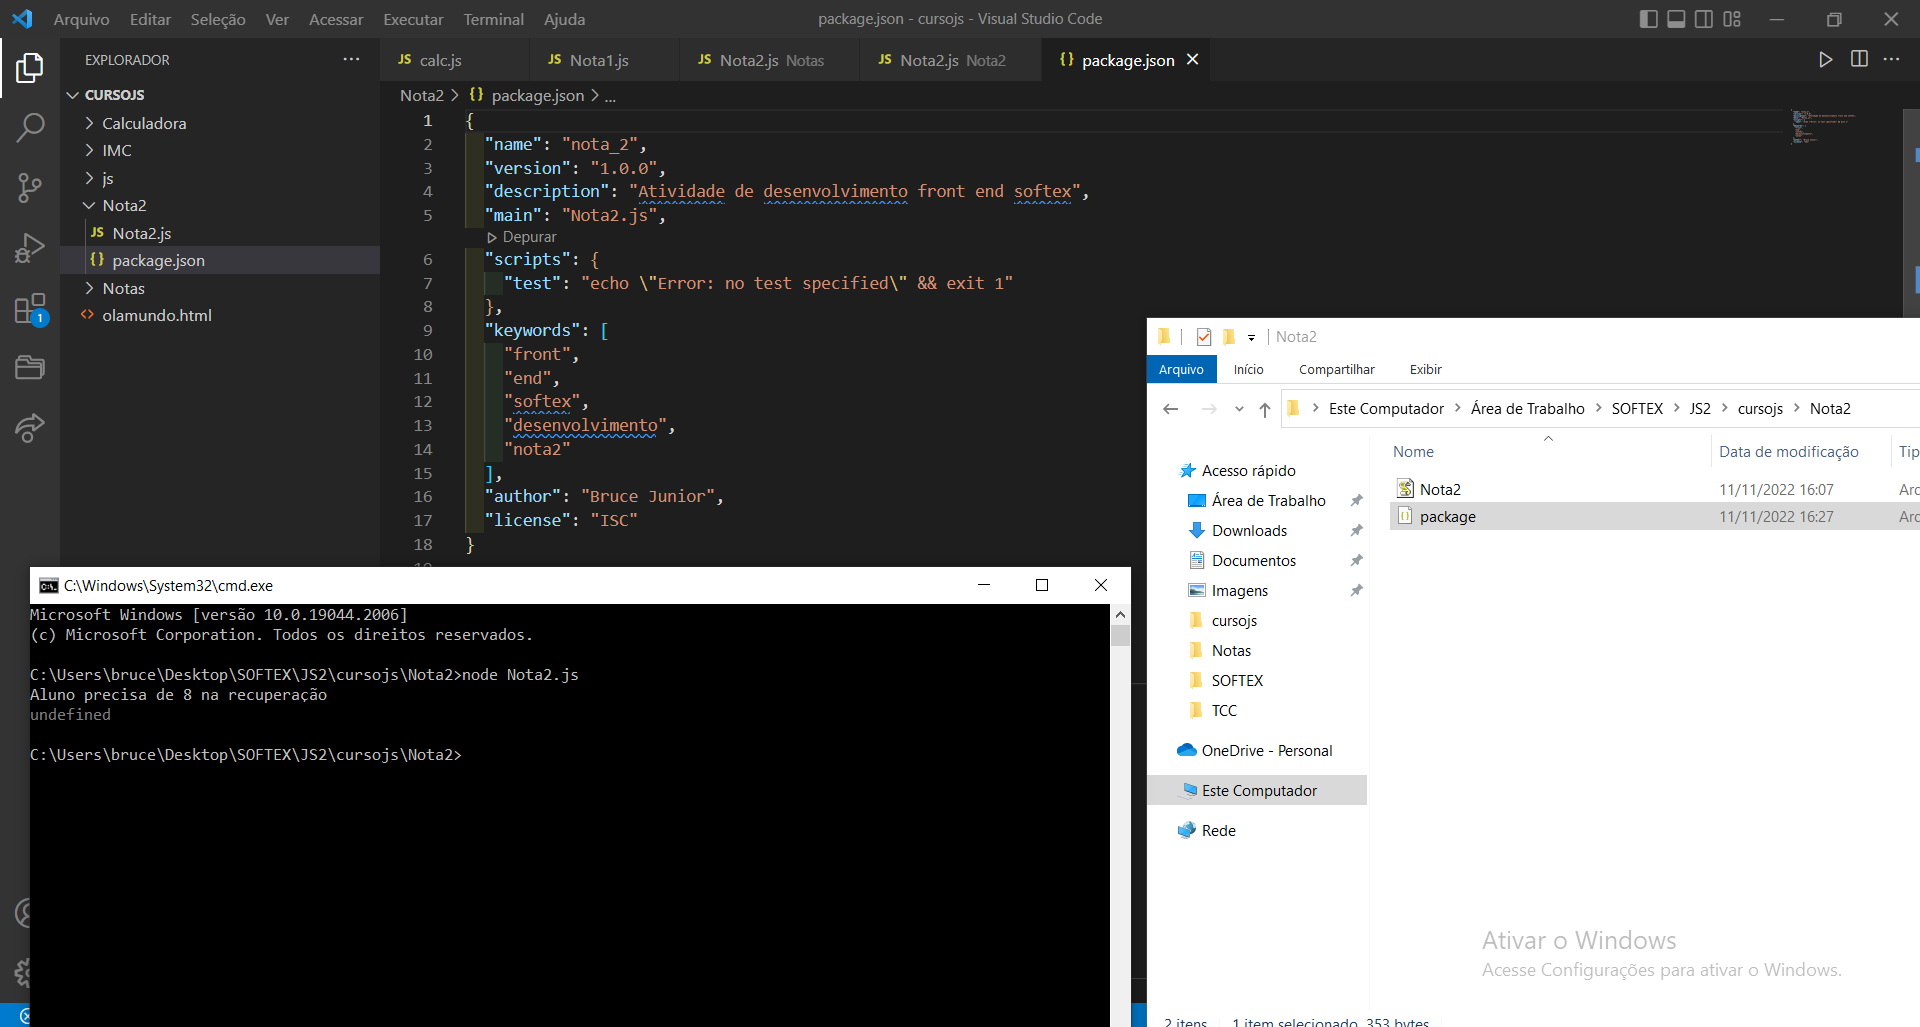 Arquivo Editar Seleção Ver Acessar Executar Terminal Ajuda
package.json - cursojs - Visual Studio Code
EXPLORADOR
CURSOJS
Calculadora
IMC
js
Nota2
JS Nota2.js
{} package.json
Notas
<> olamundo.html
1
JS calc.js
JS Nota1.js
JS Nota2.js Notas
JS Nota2.js Nota2
{} package.json
Nota2 > {} package.json > ...
1 {
2 "name": "nota_2",
3 "version": "1.0.0",
4 "description": "Atividade de desenvolvimento front end softex",
5 "main": "Nota2.js",
Depurar
6 "scripts": {
7 "test": "echo \"Error: no test specified\" && exit 1"
8 },
9 "keywords": [
10 "front",
11 "end",
12 "softex",
13 "desenvolvimento",
14 "nota2"
15 ],
16 "author": "Bruce Junior",
17 "license": "ISC"
18 }
C:\Windows\System32\cmd.exe
Microsoft Windows [versão 10.0.19044.2006]
(c) Microsoft Corporation. Todos os direitos reservados.
C:\Users\bruce\Desktop\SOFTEX\JS2\cursojs\Nota2>node Nota2.js
Aluno precisa de 8 na recuperação
undefined
C:\Users\bruce\Desktop\SOFTEX\JS2\cursojs\Nota2>
Nota2
Arquivo Início Compartilhar Exibir
Este Computador > Área de Trabalho > SOFTEX > JS2 > cursojs > Nota2
Acesso rápido
Área de Trabalho
Downloads
Documentos
Imagens
cursojs
Notas
SOFTEX
TCC
OneDrive - Personal
Este Computador
Rede
Nome Data de modificação Tip
Nota2 11/11/2022 16:07 Arc
package 11/11/2022 16:27 Arc
Ativar o Windows
Acesse Configurações para ativar o Windows.
2 itens 1 item selecionado 353 bytes